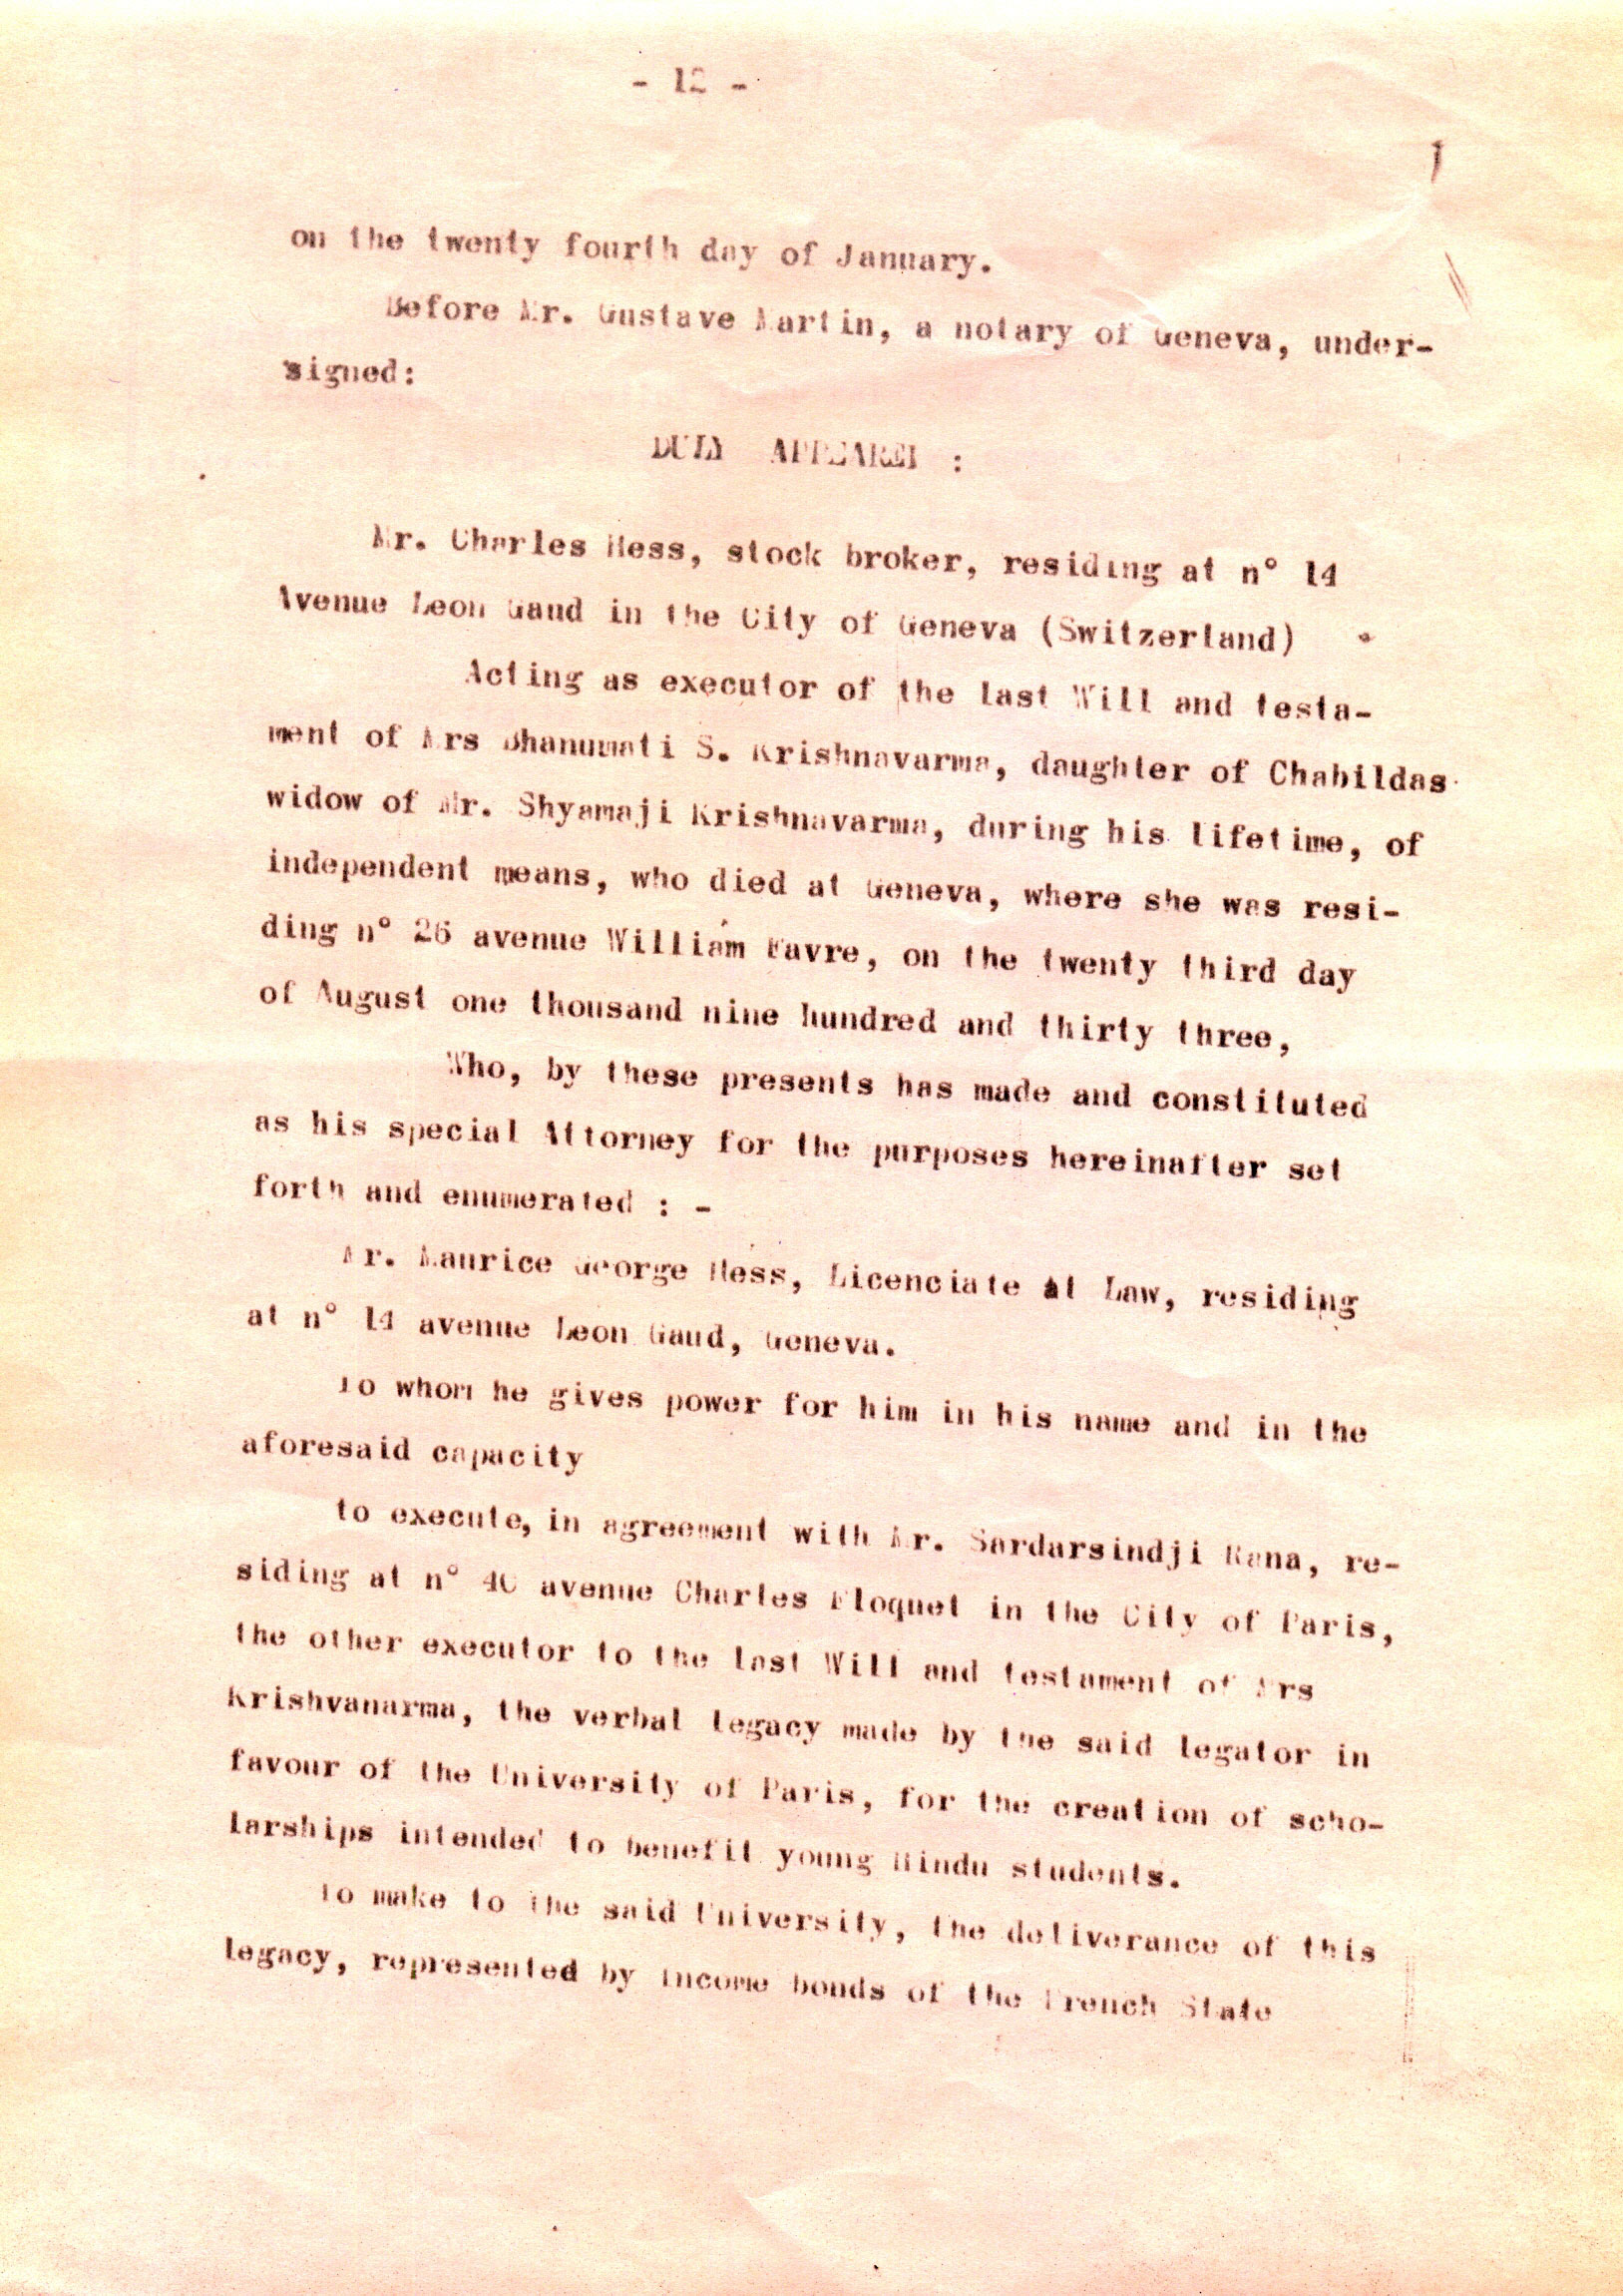 - 12 -
on the twenty fourth day of January.
Before Mr. Gustave Martin, a notary of Geneva, under-
signed:
DULY APPEARED :
Mr. Charles Hess, stock broker, residing at n° 14
Avenue Leon Gaud in the City of Geneva (Switzerland)
Acting as executor of the last Will and testa-
ment of Mrs Bhanumati S. Krishnavarma, daughter of Chabildas
widow of Mr. Shyamaji Krishnavarma, during his lifetime, of
independent means, who died at Geneva, where she was resi-
ding n° 26 avenue William Favre, on the twenty third day
of August one thousand nine hundred and thirty three,
Who, by these presents has made and constituted
as his special Attorney for the purposes hereinafter set
forth and enumerated : -
Mr. Maurice George Hess, Licenciate at Law, residing
at n° 14 avenue Leon Gaud, Geneva.
To whom he gives power for him in his name and in the
aforesaid capacity
to execute, in agreement with Mr. Sardarsindji Rana, re-
siding at n° 40 avenue Charles Floquet in the City of Paris,
the other executor to the last Will and testament of Mrs
Krishvanarma, the verbal legacy made by the said legator in
favour of the University of Paris, for the creation of scho-
larships intended to benefit young Hindu students.
To make to the said University, the deliverance of this
legacy, represented by Income bonds of the French State